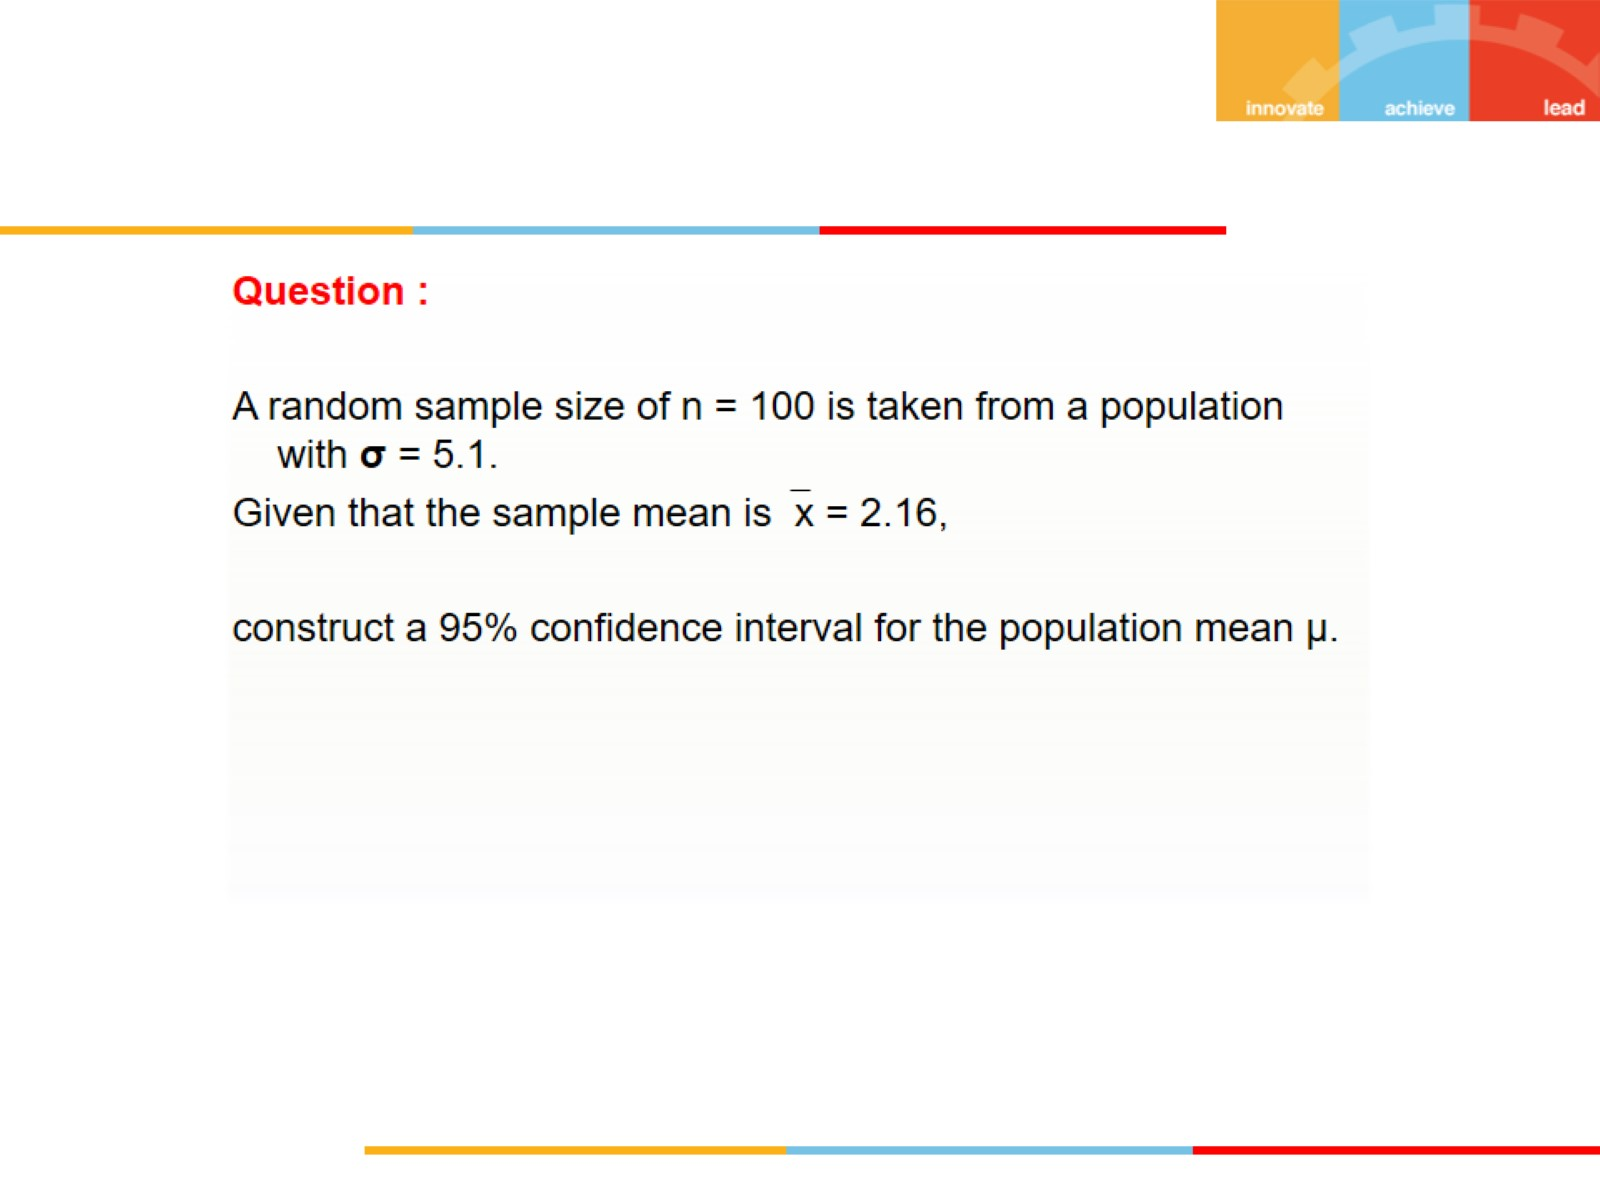 innovate achieve lead
Question :
A random sample size of n = 100 is taken from a population
with σ = 5.1.
Given that the sample mean is x̅ = 2.16,
construct a 95% confidence interval for the population mean μ.